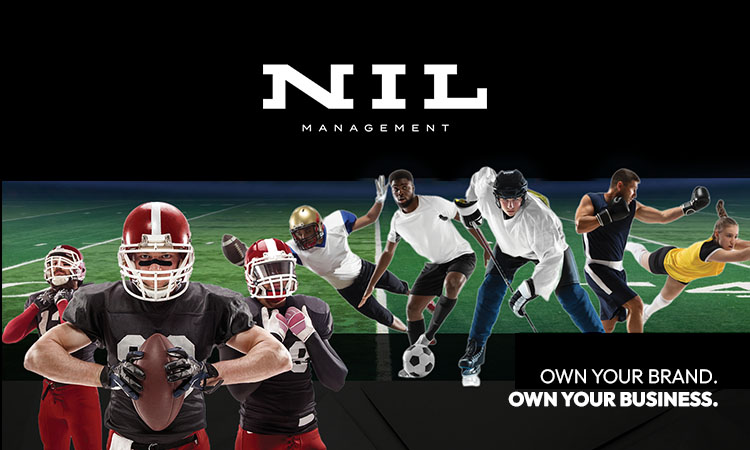 NIL
MANAGEMENT
OWN YOUR BRAND.
OWN YOUR BUSINESS.